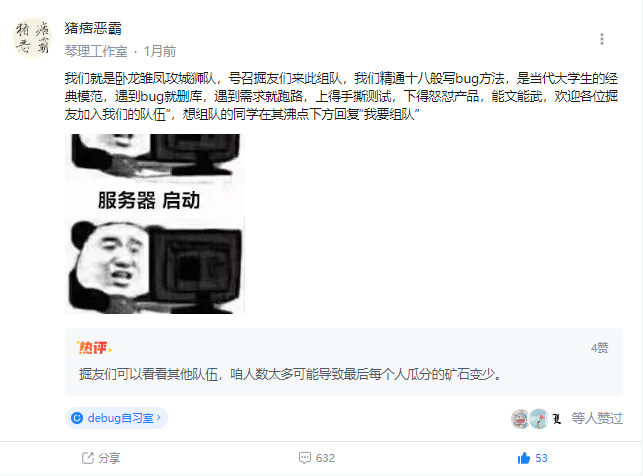 猪痞恶霸
猪痞恶霸
琴理工作室 · 1月前
我们就是卧龙雏凤攻城狮队，号召掘友们来此组队，我们精通十八般写bug方法，是当代大学生的经
典模范，遇到bug就删库，遇到需求就跑路，上得手撕测试，下得怒怼产品，能文能武，欢迎各位掘
友加入我们的队伍”，想组队的同学在其沸点下方回复“我要组队”
服务器 启动
热评
4赞
掘友们可以看看其他队伍，咱人数太多可能导致最后每个人瓜分的矿石变少。
debug自习室
等人赞过
分享
632
53